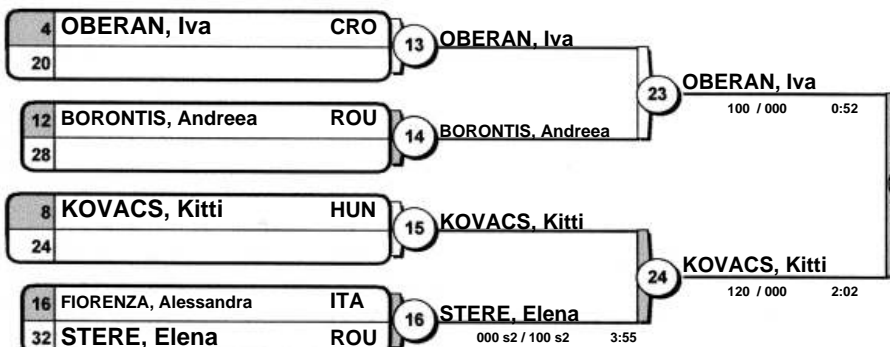 4 OBERAN, Iva CRO
20
13 OBERAN, Iva
12 BORONTIS, Andreea ROU
28
14 BORONTIS, Andreea
23 OBERAN, Iva
100 / 000 0:52
8 KOVACS, Kitti HUN
24
15 KOVACS, Kitti
16 FIORENZA, Alessandra ITA
32 STERE, Elena ROU
16 STERE, Elena
000 s2 / 100 s2 3:55
24 KOVACS, Kitti
120 / 000 2:02